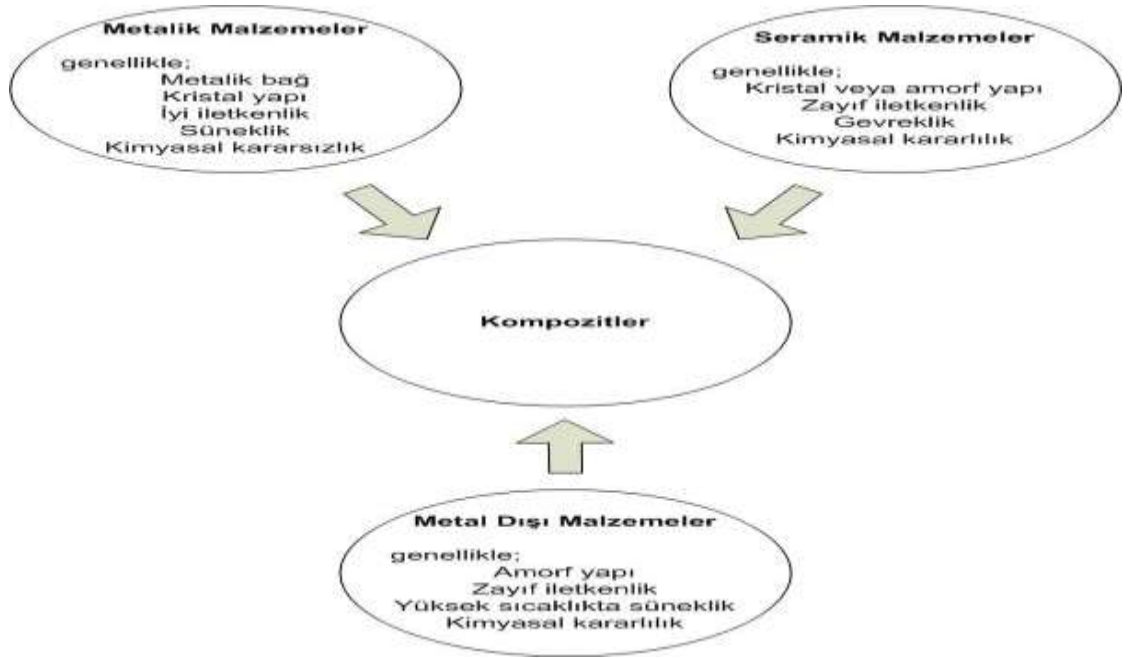 Metalik Malzemeler
genellikle;
Metalik bağ
Kristal yapı
İyi iletkenlik
Süneklik
Kimyasal kararsızlık
Seramik Malzemeler
genellikle;
Kristal veya amorf yapı
Zayıf iletkenlik
Gevreklik
Kimyasal kararlılık
Kompozitler
Metal Dışı Malzemeler
genellikle;
Amorf yapı
Zayıf iletkenlik
Yüksek sıcaklıkta süneklik
Kimyasal kararlılık